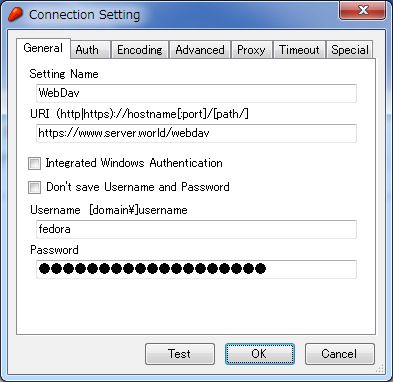 Connection Setting
General Auth Encoding Advanced Proxy Timeout Special
Setting Name
WebDav
URI (http|https)://hostname[:port]/[path/]
https://www.server.world/webdav
Integrated Windows Authentication
Don't save Username and Password
Username [domain¥]username
fedora
Password
●●●●●●●●●●●●●●●●●●●
Test OK Cancel